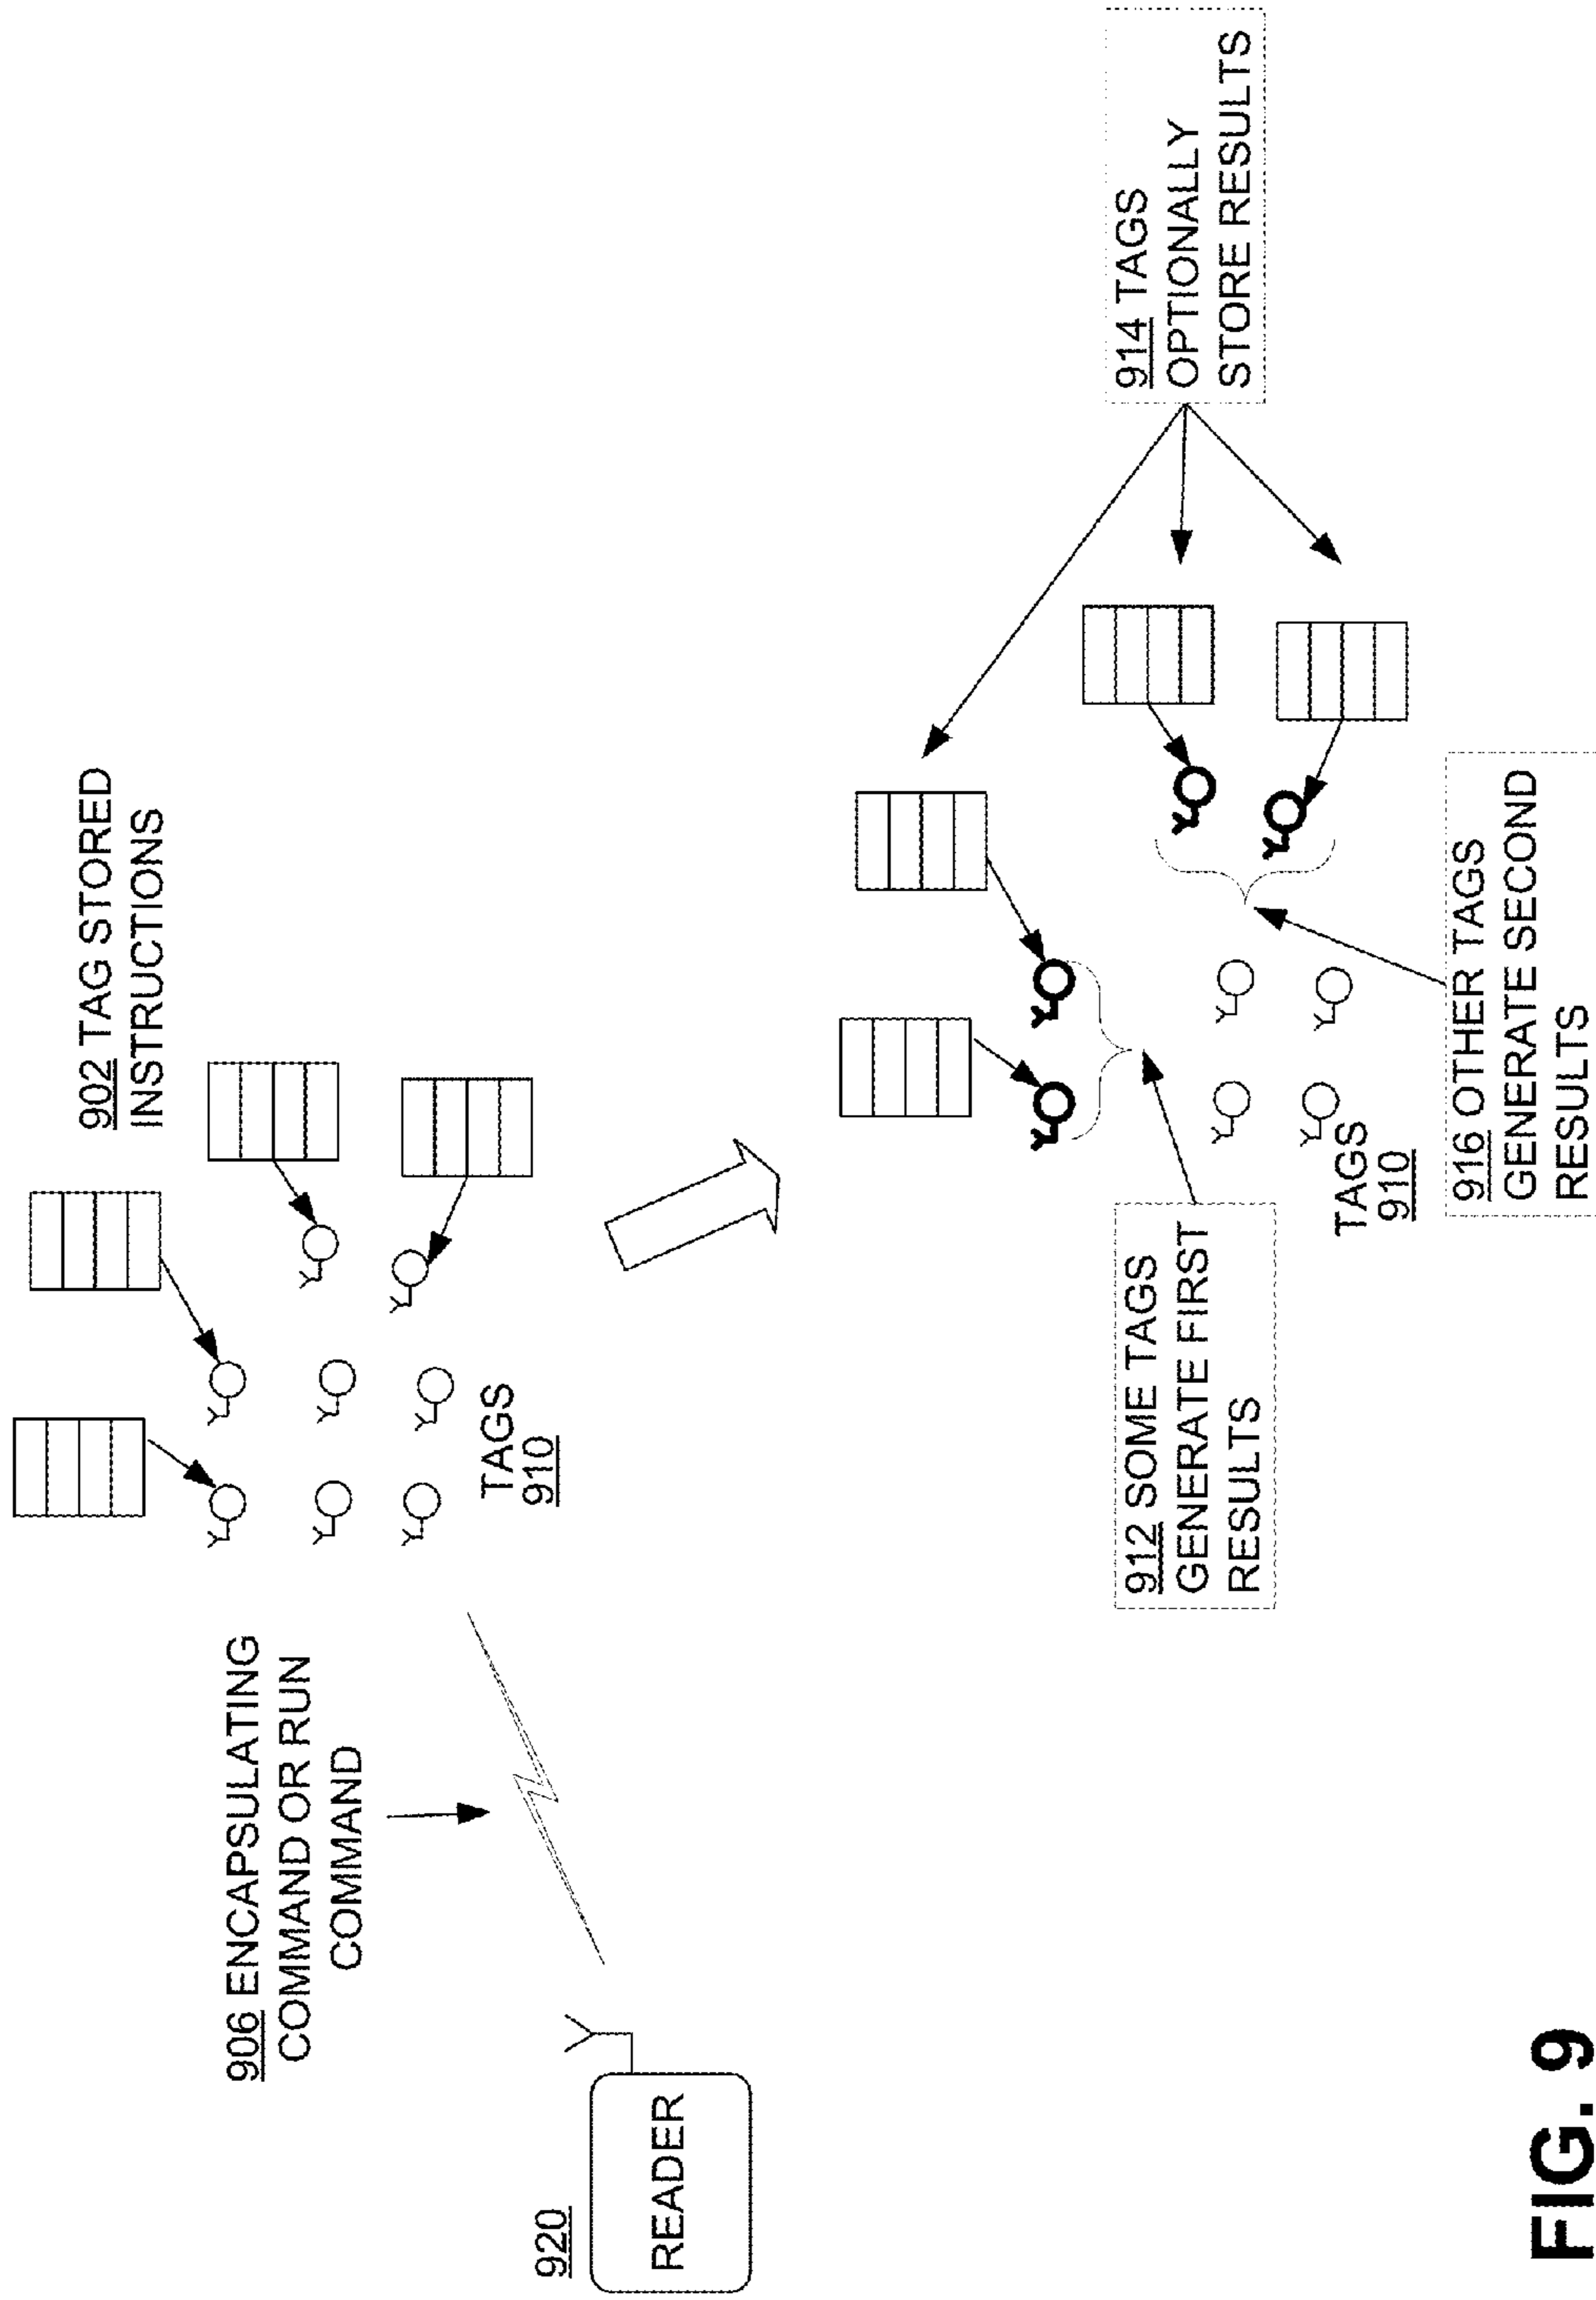 902 TAG STORED
INSTRUCTIONS
906 ENCAPSULATING
COMMAND OR RUN
COMMAND
TAGS
910
920
READER
914 TAGS
OPTIONALLY
STORE RESULTS
912 SOME TAGS
GENERATE FIRST
RESULTS
TAGS
910
916 OTHER TAGS
GENERATE SECOND
RESULTS
FIG. 9